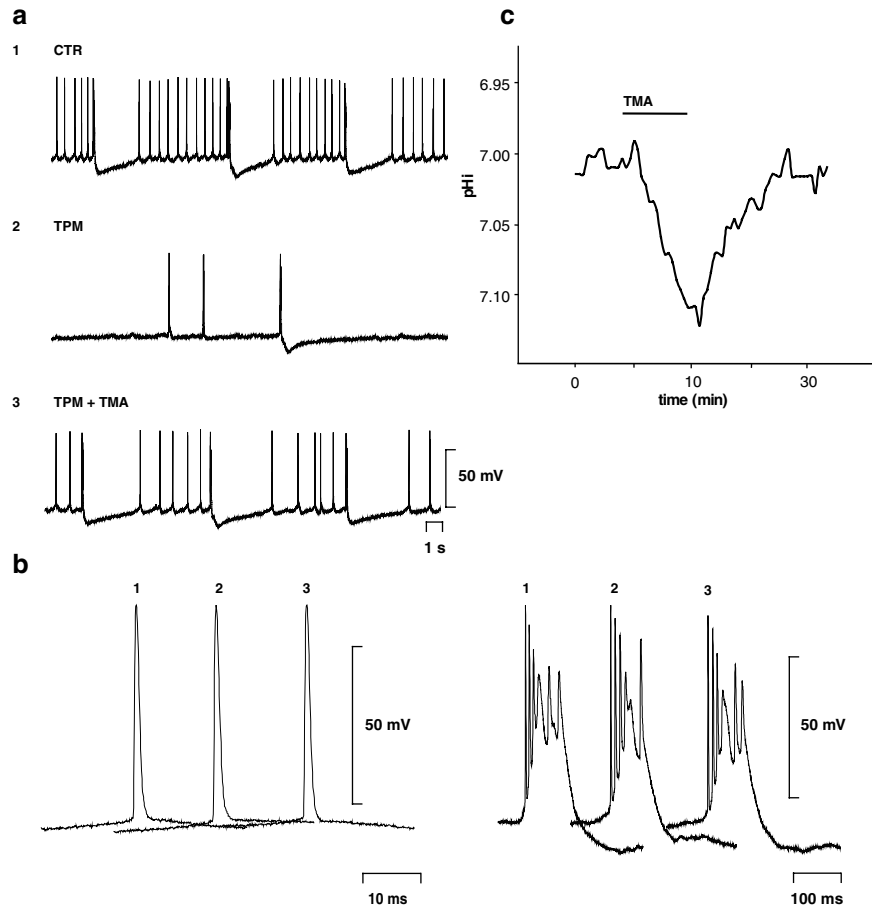 a
1 CTR
2 TPM
3 TPM + TMA
50 mV
1 s
b
1 2 3
50 mV
10 ms
1 2 3
50 mV
100 ms
c
TMA
6.95
7.00
7.05
7.10
pHi
0 10 30
time (min)